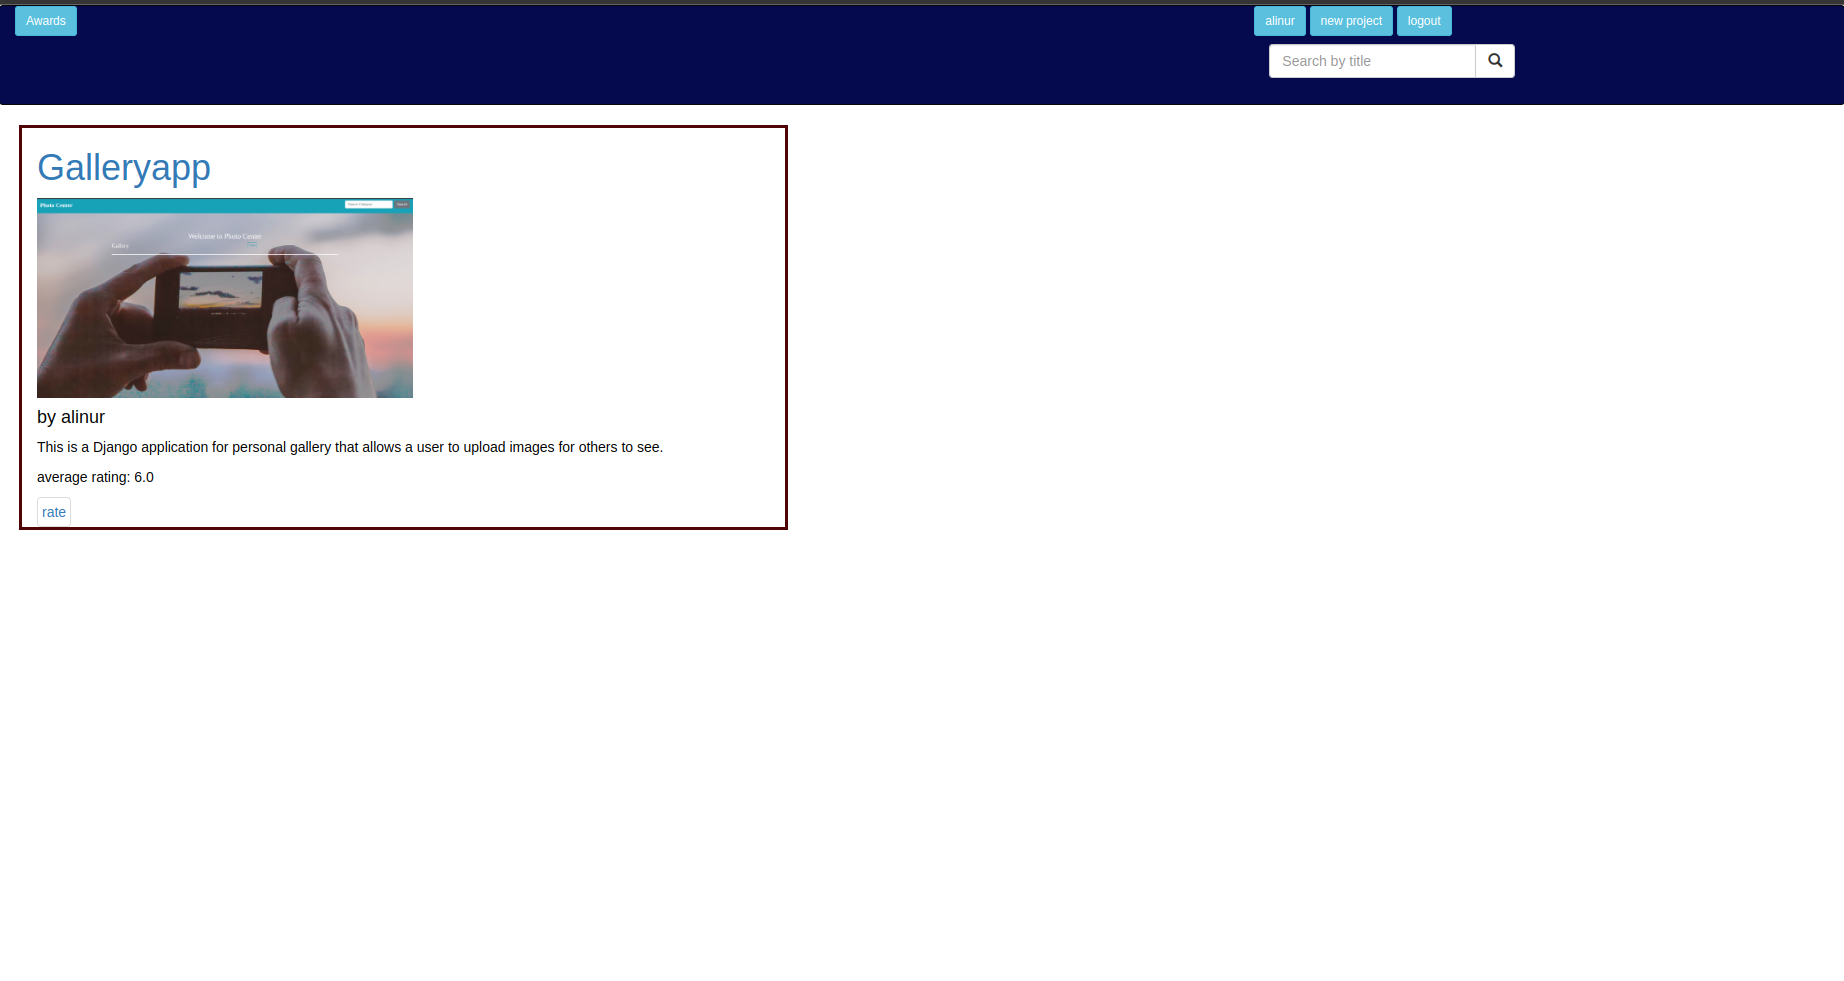 Awards
alinur new project logout
Search by title
Galleryapp
Photo Center
Welcome to Photo Center
Gallery
by alinur
This is a Django application for personal gallery that allows a user to upload images for others to see.
average rating: 6.0
rate